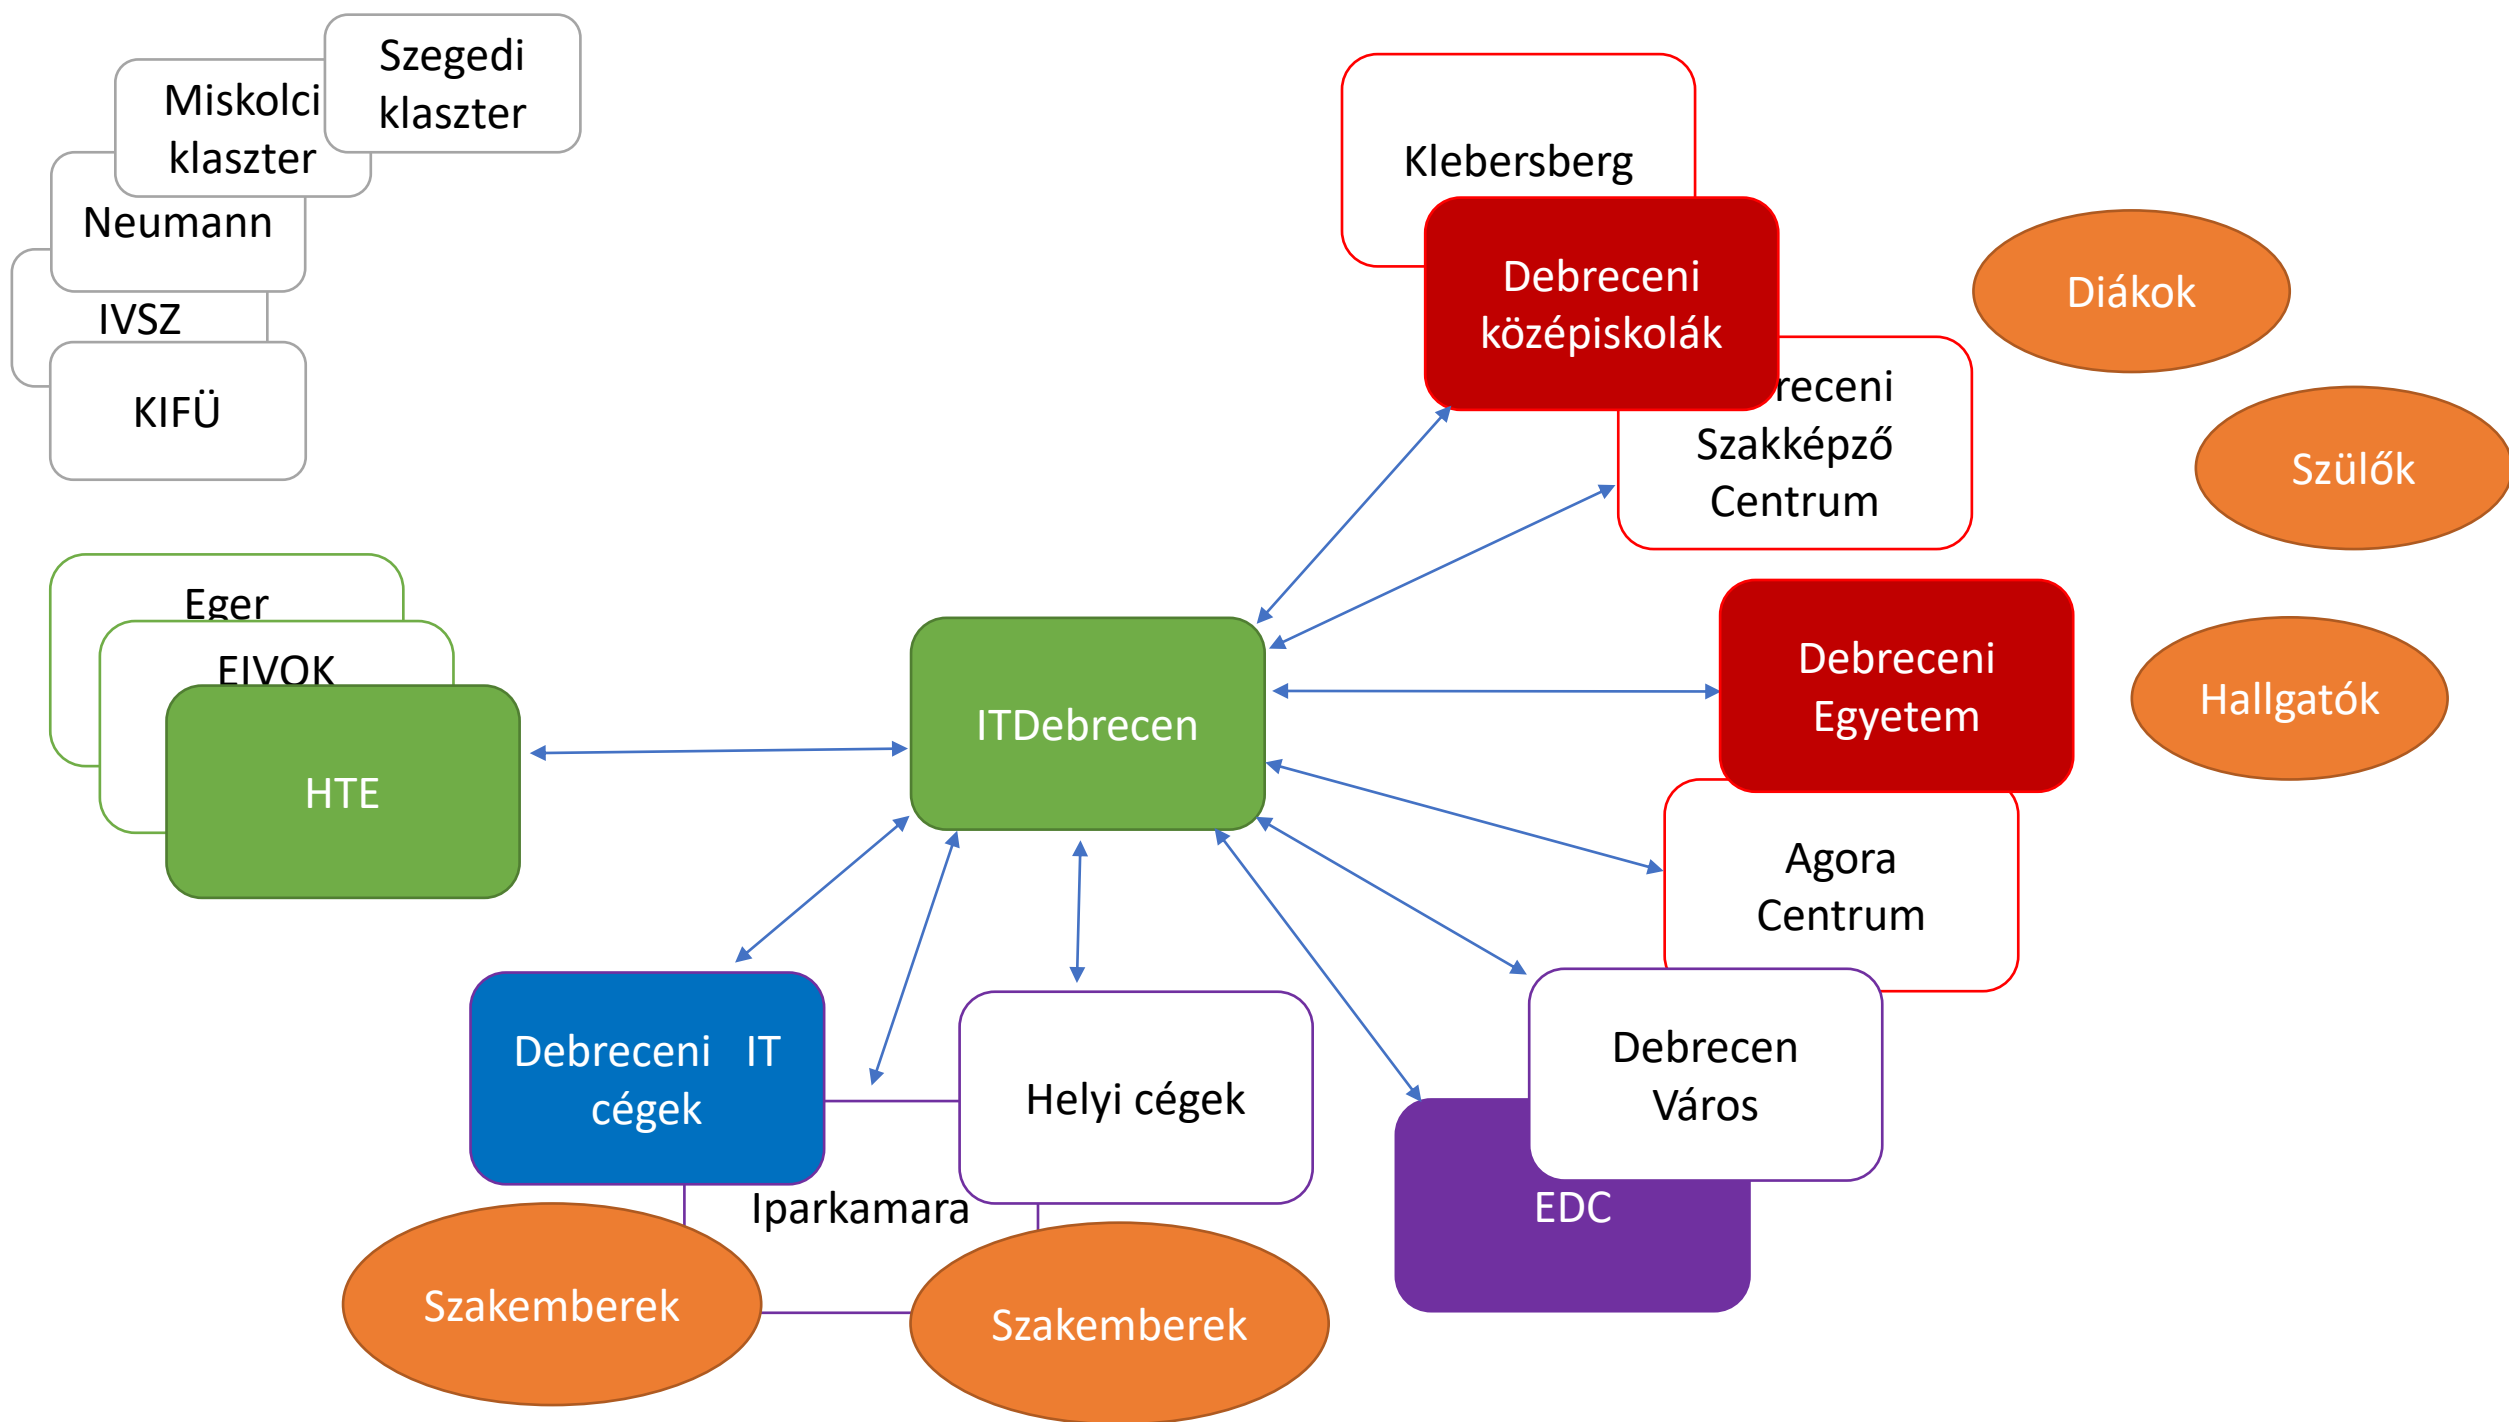 Szegedi
klaszter
Miskolci
klaszter
Neumann
IVSZ
KIFÜ
Klebersberg
Debreceni
középiskolák
receni
Szakképző
Centrum
Diákok
Szülők
Hallgatók
Eger
EIVOK
HTE
ITDebrecen
Debreceni
Egyetem
Agora
Centrum
Debrecen
Város
EDC
Debreceni IT
cégek
Helyi cégek
Iparkamara
Szakemberek
Szakemberek